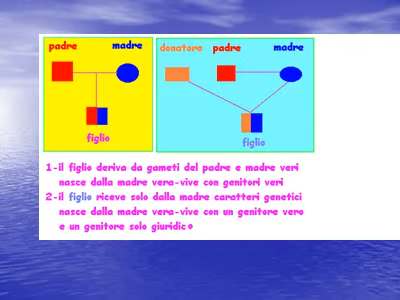 padre madre
figlio
donatore padre madre
figlio
1-il figlio deriva da gameti del padre e madre veri
nasce dalla madre vera-vive con genitori veri
2-il figlio riceve solo dalla madre caratteri genetici
nasce dalla madre vera-vive con un genitore vero
e un genitore solo giuridico